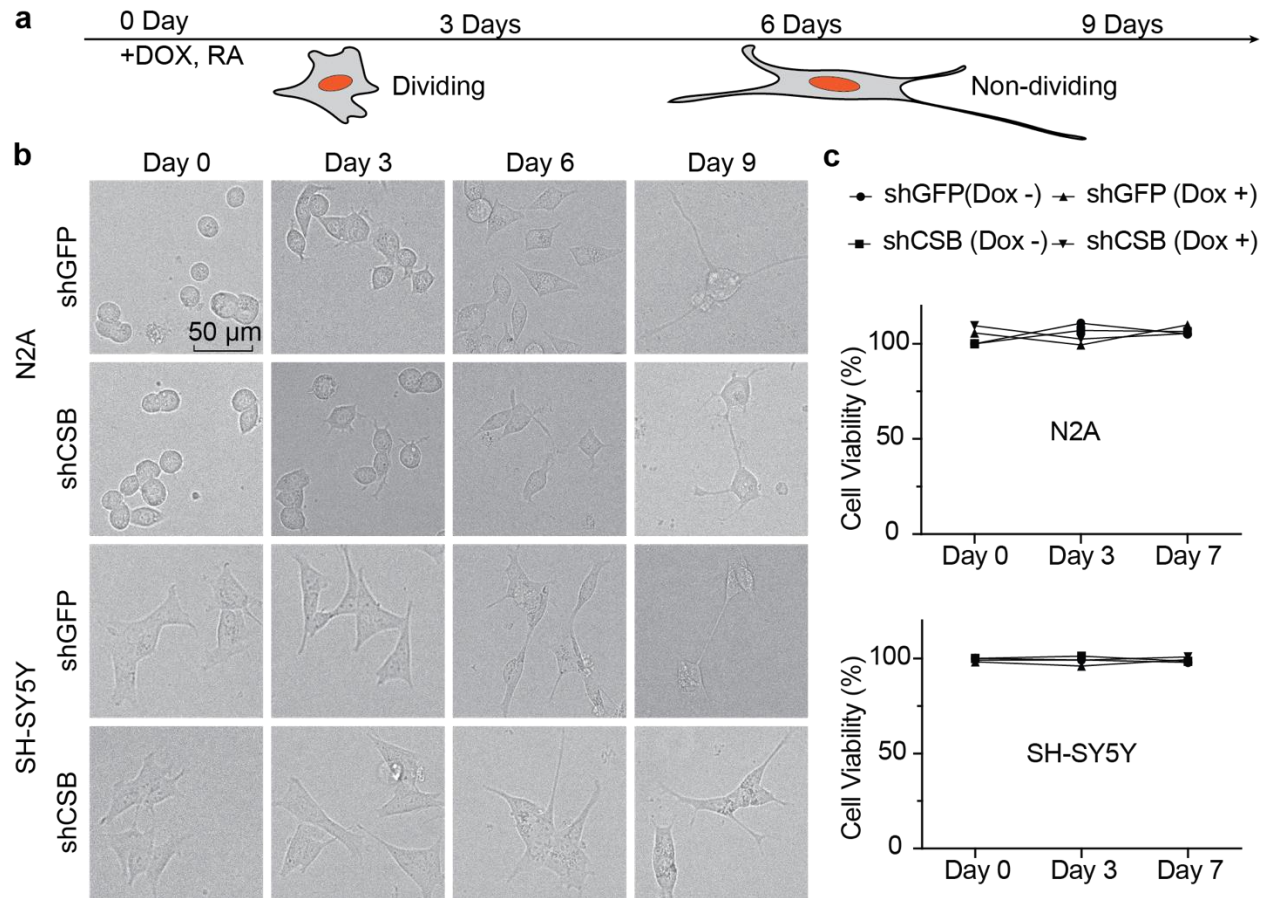 a
0 Day 3 Days 6 Days 9 Days
+DOX, RA
Dividing
Non-dividing
b
Day 0 Day 3 Day 6 Day 9
N2A
shGFP
50 μm
shCSB
SH-SY5Y
shGFP
shCSB
c
shGFP(Dox -) shGFP (Dox +)
shCSB (Dox -) shCSB (Dox +)
Cell Viability (%)
100
50
0
N2A
Day 0 Day 3 Day 7
Cell Viability (%)
100
50
0
SH-SY5Y
Day 0 Day 3 Day 7